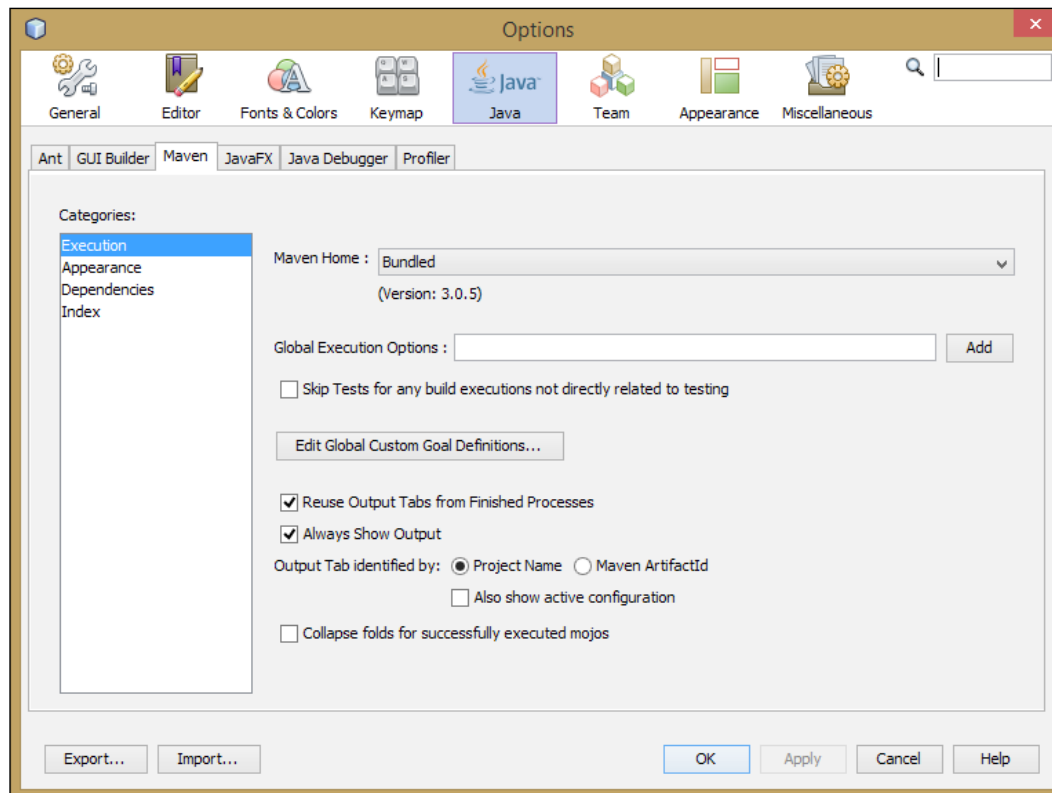 Options
General Editor Fonts & Colors Keymap Java Team Appearance Miscellaneous
Ant GUI Builder Maven JavaFX Java Debugger Profiler
Categories:
Execution
Appearance
Dependencies
Index
Maven Home : Bundled
(Version: 3.0.5)
Global Execution Options : Add
Skip Tests for any build executions not directly related to testing
Edit Global Custom Goal Definitions...
Reuse Output Tabs from Finished Processes
Always Show Output
Output Tab identified by: Project Name Maven ArtifactId
Also show active configuration
Collapse folds for successfully executed mojos
Export... Import... OK Apply Cancel Help